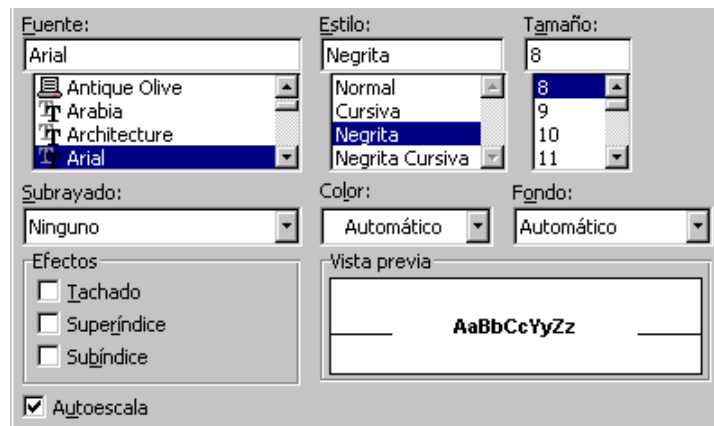 Fuente: Estilo: Tamaño:
Arial Negrita 8
Antique Olive Normal 8
Arabia Cursiva 9
Architecture Negrita 10
Arial Negrita Cursiva 11
Subrayado: Color: Fondo:
Ninguno Automático Automático
Efectos Vista previa
Tachado
Superíndice AaBbCcYyZz
Subíndice
Autoescala